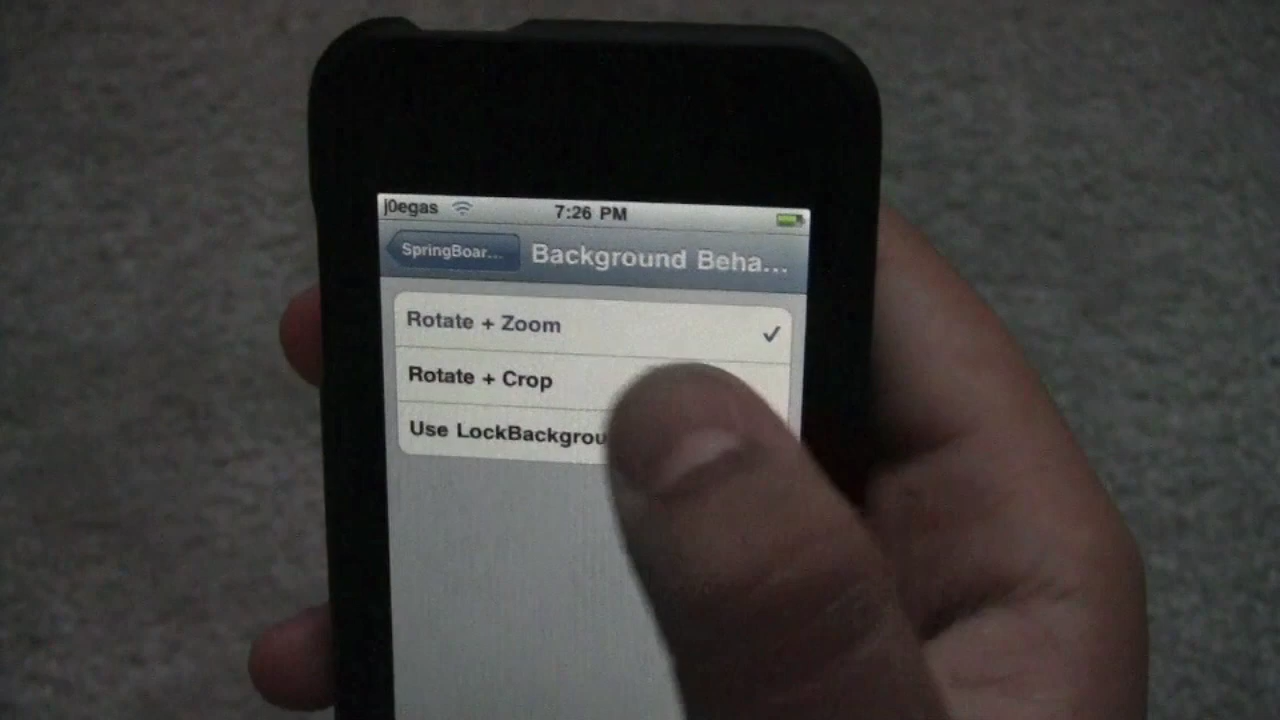 j0egas 7:26 PM
SpringBoar... Background Beha...
Rotate + Zoom
Rotate + Crop
Use LockBackgrou